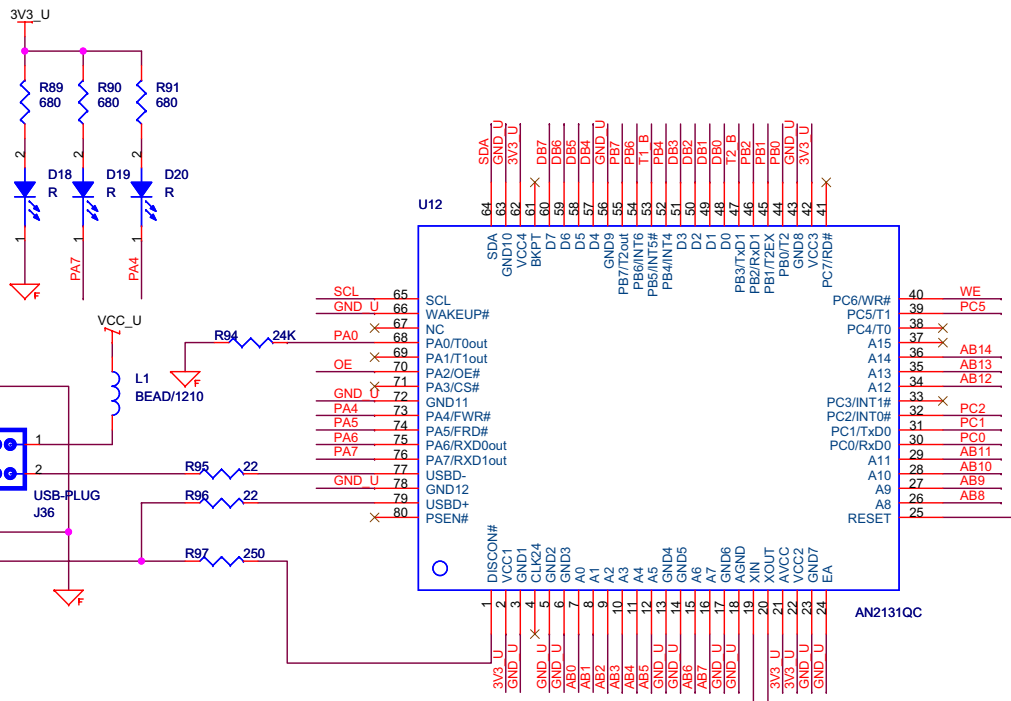 3V3_U
R89
680
R90
680
R91
680
2
2
2
D18
R
D19
R
D20
R
1
1
1
PA7
PA4
F
VCC_U
L1
BEAD/1210
R94
24K
F
1
2
USB-PLUG
J36
R95
22
R96
22
R97
250
F
U12
SDA
GND_U
3V3_U
DB7
DB6
DB5
DB4
GND_U
PB7
PB6
T1_B
PB4
DB3
DB2
DB1
DB0
T2_B
PB2
PB1
PB0
GND_U
3V3_U
64
63
62
61
60
59
58
57
56
55
54
53
52
51
50
49
48
47
46
45
44
43
42
41
SDA
GND10
VCC4
BKPT
D7
D6
D5
D4
GND9
PB7/T2out
PB6/INT6
PB5/INT5#
PB4/INT4
D3
D2
D1
D0
PB3/TxD1
PB2/RxD1
PB1/T2EX
PB0/T2
GND8
VCC3
PC7/RD#
SCL 65 SCL
GND_U 66 WAKEUP#
67 NC
PA0 68 PA0/T0out
69 PA1/T1out
OE 70 PA2/OE#
71 PA3/CS#
GND_U 72 GND11
PA4 73 PA4/FWR#
PA5 74 PA5/FRD#
PA6 75 PA6/RXD0out
PA7 76 PA7/RXD1out
77 USBD-
GND_U 78 GND12
79 USBD+
80 PSEN#
PC6/WR# 40 WE
PC5/T1 39 PC5
PC4/T0 38
A15 37
A14 36 AB14
A13 35 AB13
A12 34 AB12
PC3/INT1# 33
PC2/INT0# 32 PC2
PC1/TxD0 31 PC1
PC0/RxD0 30 PC0
A11 29 AB11
A10 28 AB10
A9 27 AB9
A8 26 AB8
RESET 25
DISCON#
VCC1
GND1
CLK24
GND2
GND3
A0
A1
A2
A3
A4
A5
GND4
GND5
A6
A7
GND6
AGND
XIN
XOUT
AVCC
VCC2
GND7
EA
1
2
3
4
5
6
7
8
9
10
11
12
13
14
15
16
17
18
19
20
21
22
23
24
AN2131QC
3V3_U
GND_U
GND_U
GND_U
AB0
AB1
AB2
AB3
AB4
AB5
GND_U
GND_U
AB6
AB7
GND_U
GND_U
3V3_U
3V3_U
GND_U
GND_U